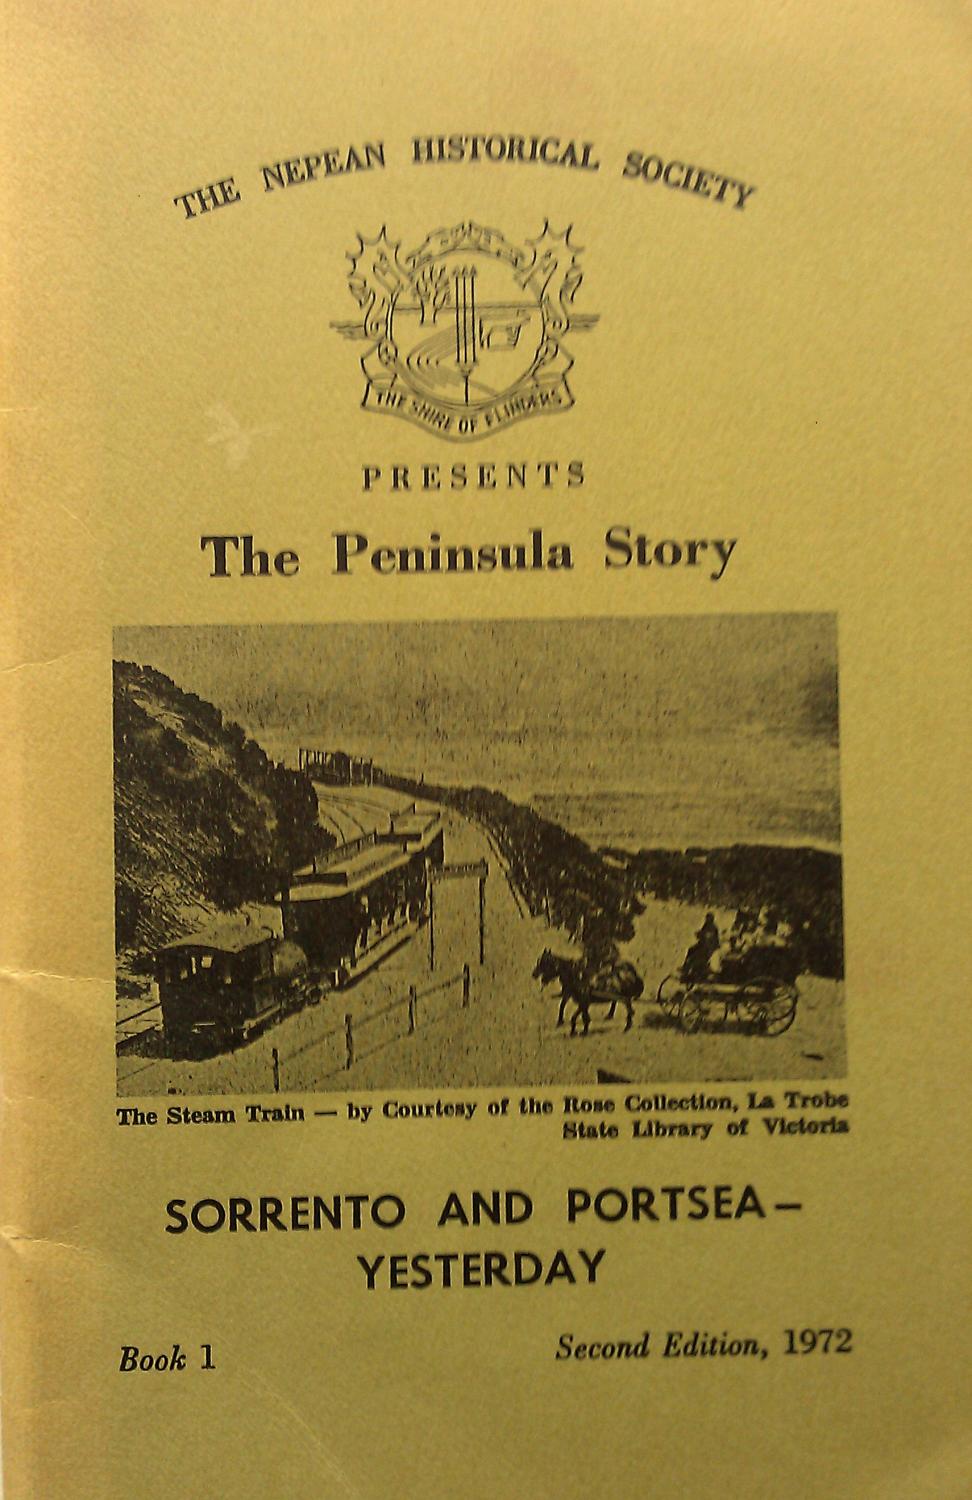 THE NEPEAN HISTORICAL SOCIETY
THE SHIRE OF FLINDERS
PRESENTS
The Peninsula Story
The Steam Train — by Courtesy of the Rose Collection, La Trobe
State Library of Victoria
SORRENTO AND PORTSEA –
YESTERDAY
Book 1
Second Edition, 1972